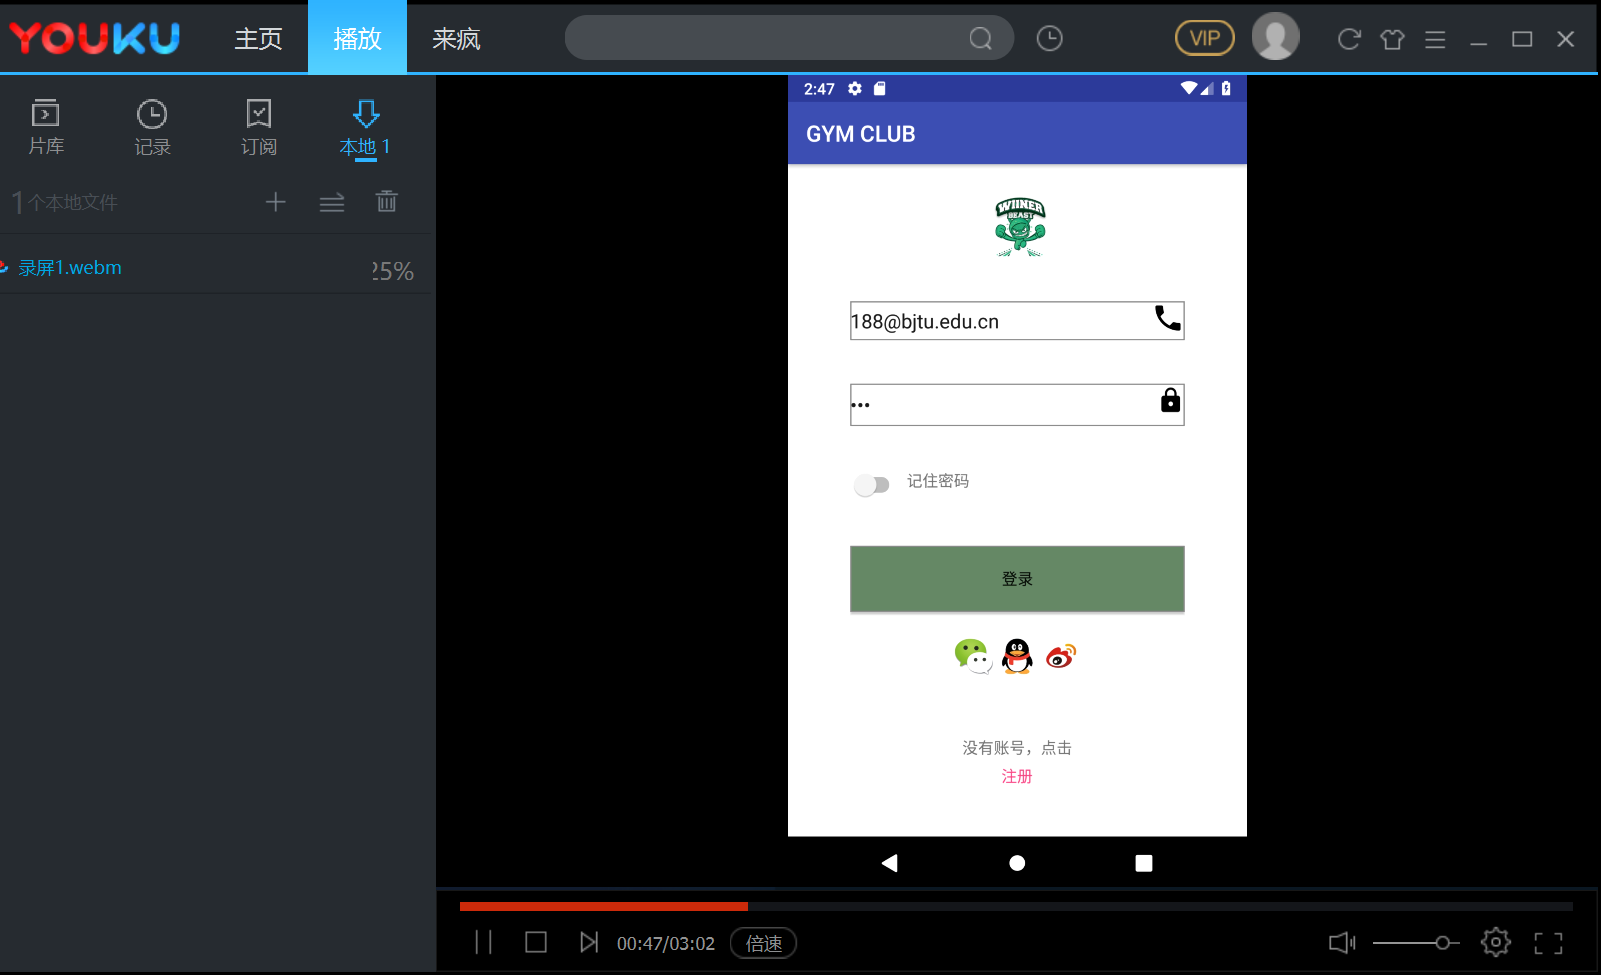 YOUKU 主页 播放 来疯 VIP
片库 记录 订阅 本地 1
1个本地文件
录屏1.webm 25%
2:47
GYM CLUB
WIINER
BEAST
188@bjtu.edu.cn
•••
记住密码
登录
没有账号，点击
注册
00:47/03:02 倍速